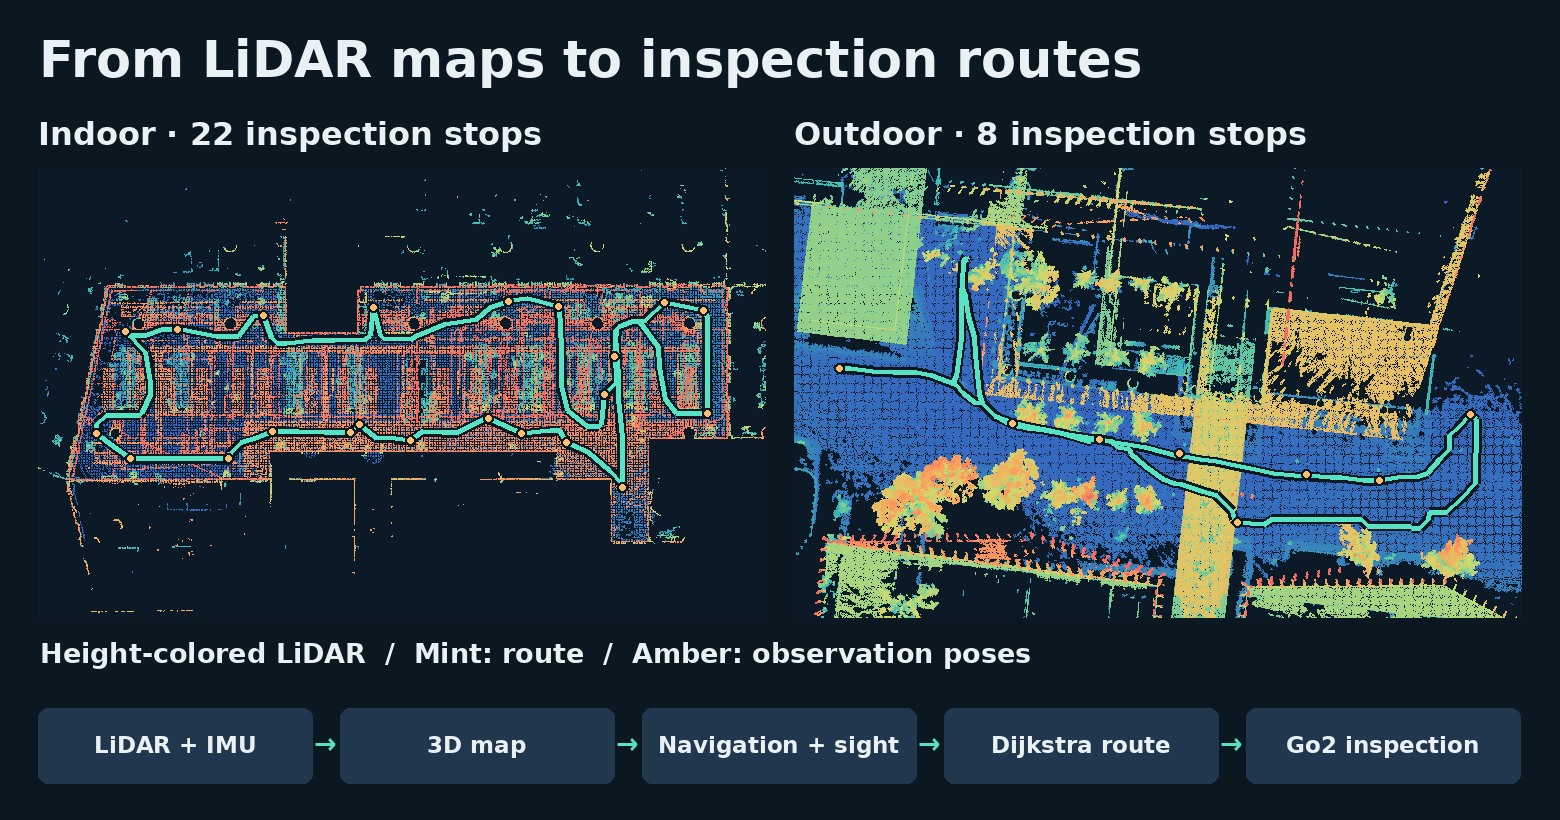 From LiDAR maps to inspection routes
Indoor · 22 inspection stops
Outdoor · 8 inspection stops
Height-colored LiDAR / Mint: route / Amber: observation poses
LiDAR + IMU → 3D map → Navigation + sight → Dijkstra route → Go2 inspection